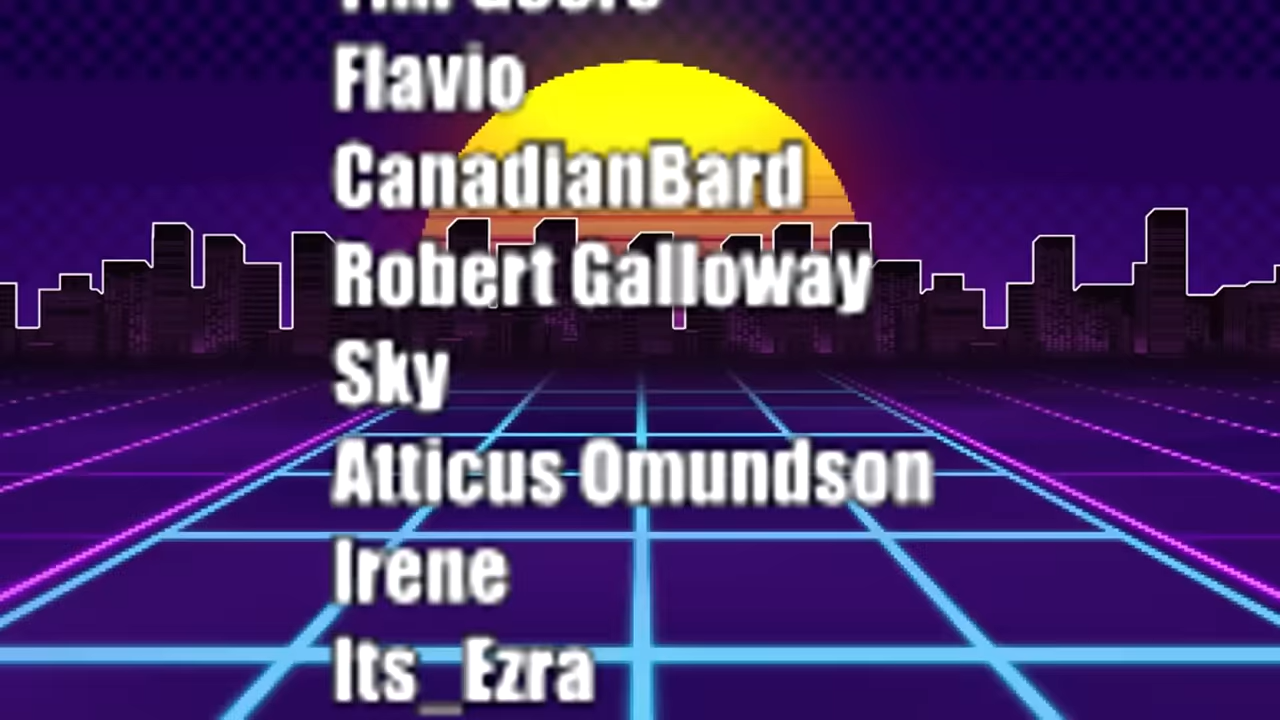 Flavio
CanadianBard
Robert Galloway
Sky
Atticus Omundson
Irene
Its_Ezra